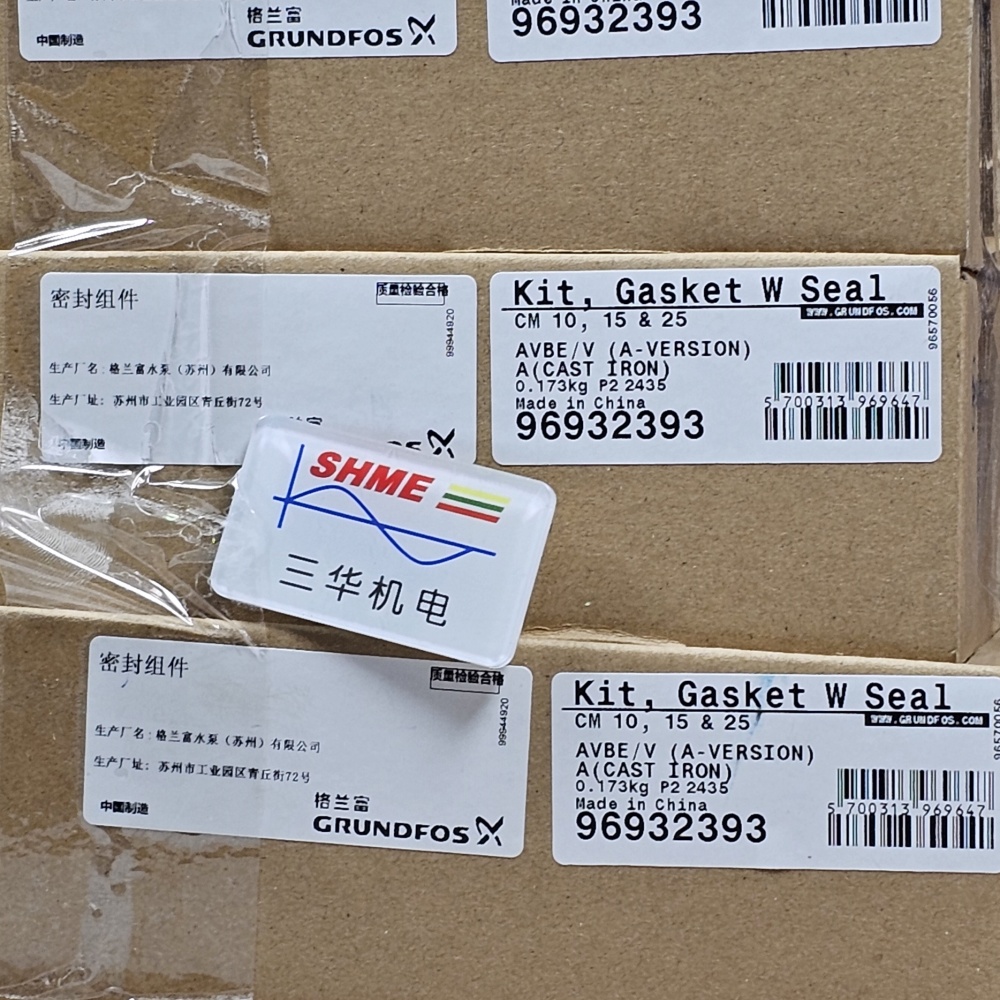 中国制造
格兰富
GRUNDFOS
Made in China
96932393
密封组件
质量检验合格
99944920
生产厂名: 格兰富水泵（苏州）有限公司
生产厂址: 苏州市工业园区青丘街72号
中国制造
Kit, Gasket W Seal
WWW.GRUNDFOS.COM
CM 10, 15 & 25
96570056
AVBE/V (A-VERSION)
A(CAST IRON)
0.173kg P2 2435
Made in China
96932393
5 700313 969647
SHME
三华机电
密封组件
质量检验合格
99944920
生产厂名: 格兰富水泵（苏州）有限公司
生产厂址: 苏州市工业园区青丘街72号
中国制造
格兰富
GRUNDFOS
Kit, Gasket W Seal
WWW.GRUNDFOS.COM
CM 10, 15 & 25
AVBE/V (A-VERSION)
A(CAST IRON)
0.173kg P2 2435
Made in China
96932393
5 700313 969647